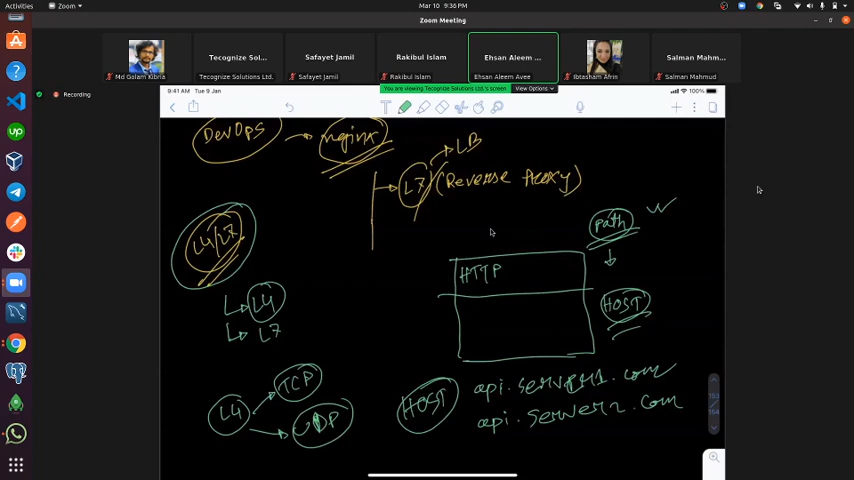 Activities
Zoom
Mar 10 9:36 PM
Zoom Meeting
Tecognize Sol...
Safayet Jamil
Rakibul Islam
Ehsan Aleem ...
Salman Mahm...
Md Golam Kibria
Tecognize Solutions Ltd.
Safayet Jamil
Rakibul Islam
Ehsan Aleem Avee
Ibtasham Afrin
Salman Mahmud
Recording
You are viewing Tecognize Solutions Ltd.'s screen
View Options
9:41 AM Tue 9 Jan
100%
DevOps
nginx
LB
L7 (Reverse Proxy)
L4/L7
path
HTTP
HOST
L4
L7
TCP
L4
UDP
HOST
api.server1.com
api.server2.com
153
154